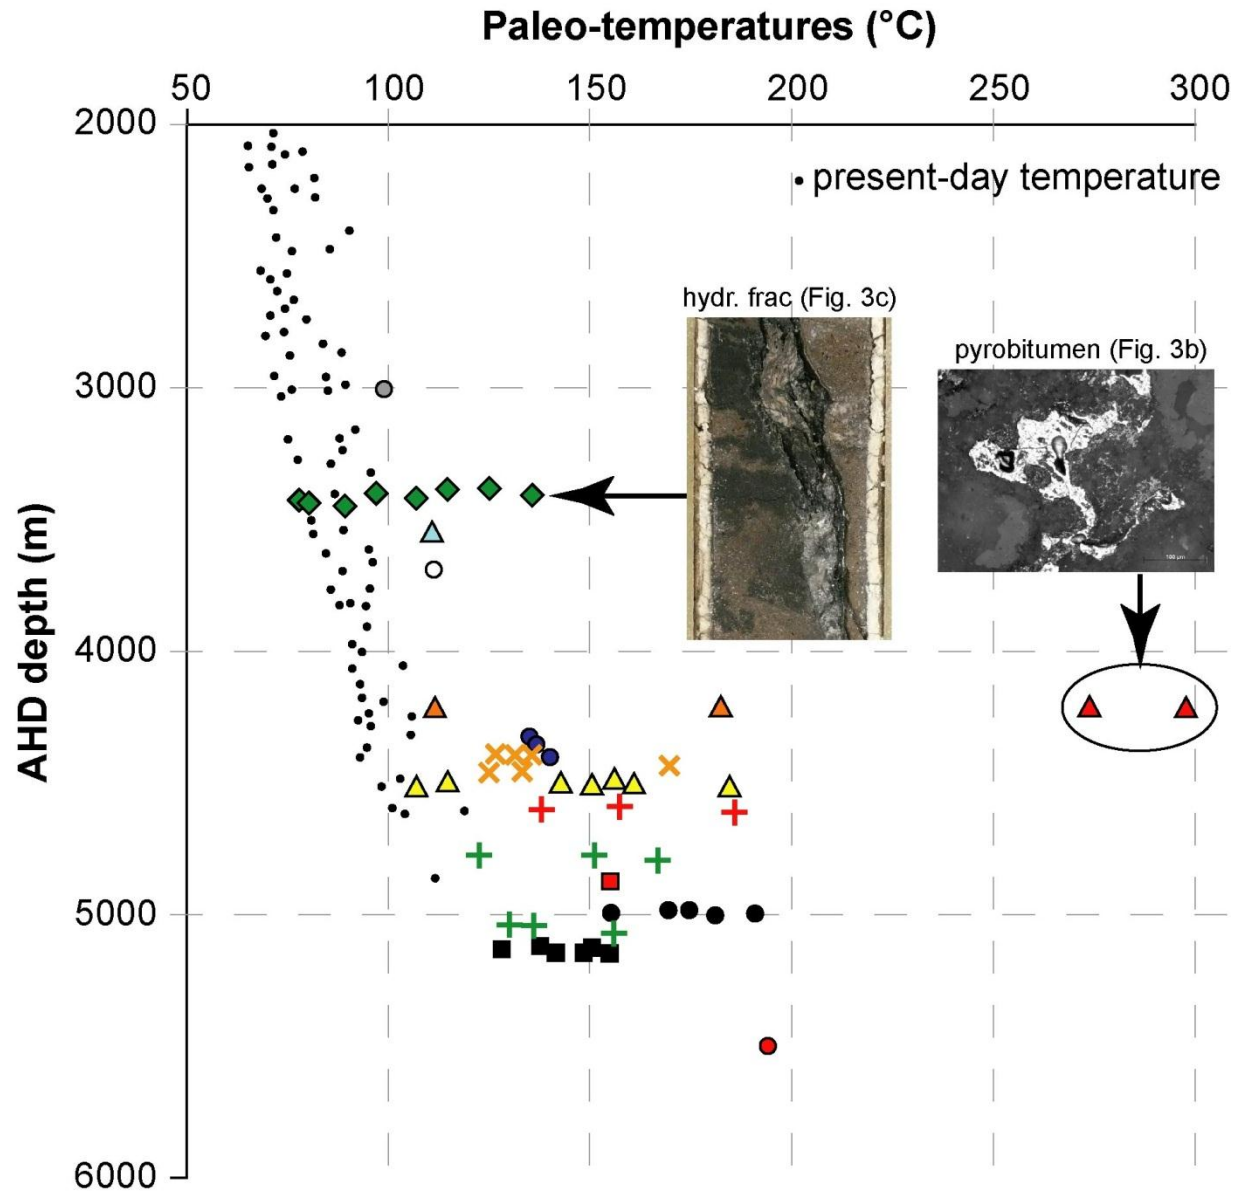 Paleo-temperatures (°C)
50 100 150 200 250 300
2000
present-day temperature
hydr. frac (Fig. 3c)
pyrobitumen (Fig. 3b)
3000
AHD depth (m)
4000
5000
6000